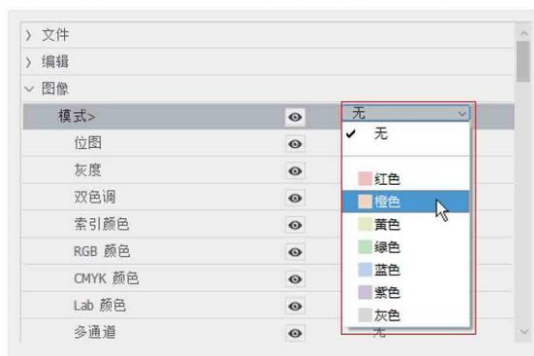 文件
编辑
图像
模式> 无
位图 无
灰度
双色调 红色
索引颜色 橙色
RGB 颜色 黄色
CMYK 颜色 绿色
Lab 颜色 蓝色
多通道 紫色
灰色
无